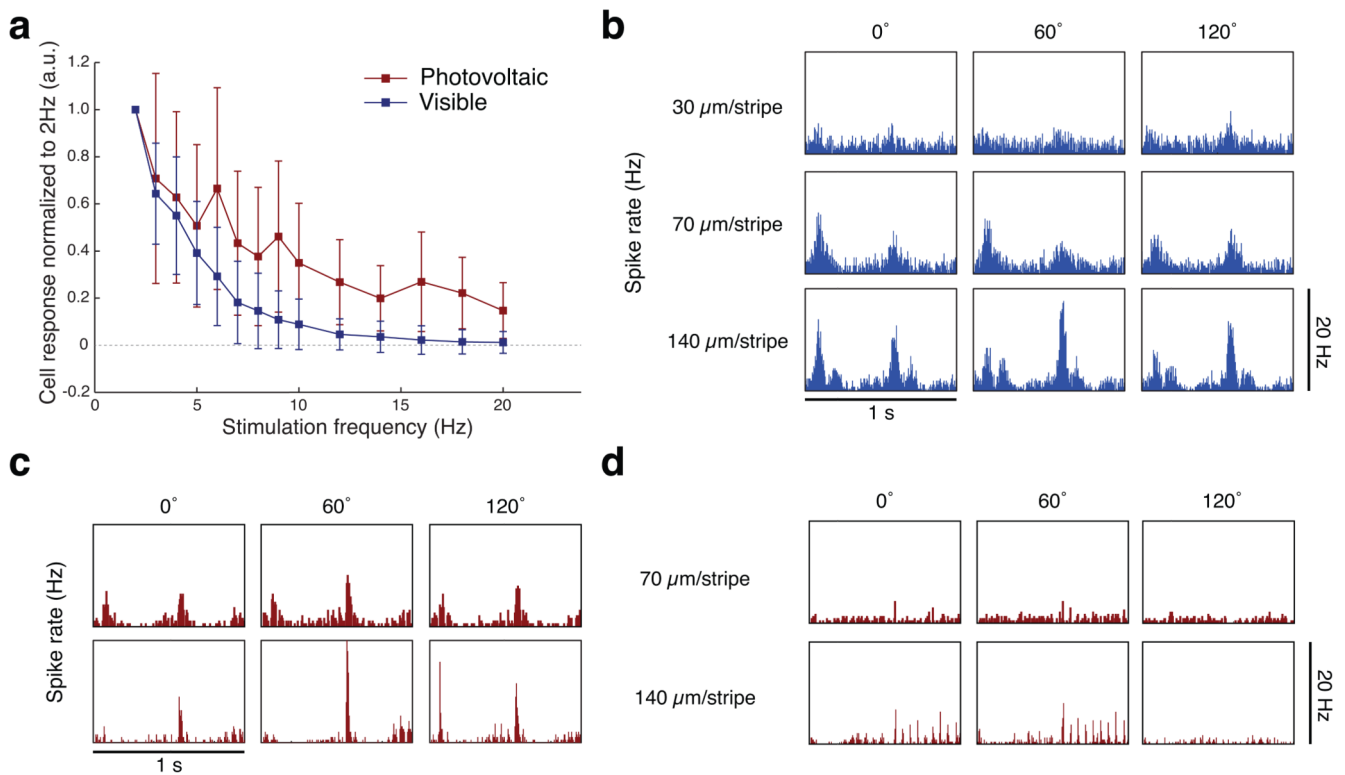 a
Cell response normalized to 2Hz (a.u.)
1.2
1.0
0.8
0.6
0.4
0.2
0
-0.2
0
5
10
15
20
Stimulation frequency (Hz)
Photovoltaic
Visible
b
0°
60°
120°
30 µm/stripe
70 µm/stripe
140 µm/stripe
Spike rate (Hz)
20 Hz
1 s
c
0°
60°
120°
Spike rate (Hz)
1 s
d
0°
60°
120°
70 µm/stripe
140 µm/stripe
20 Hz